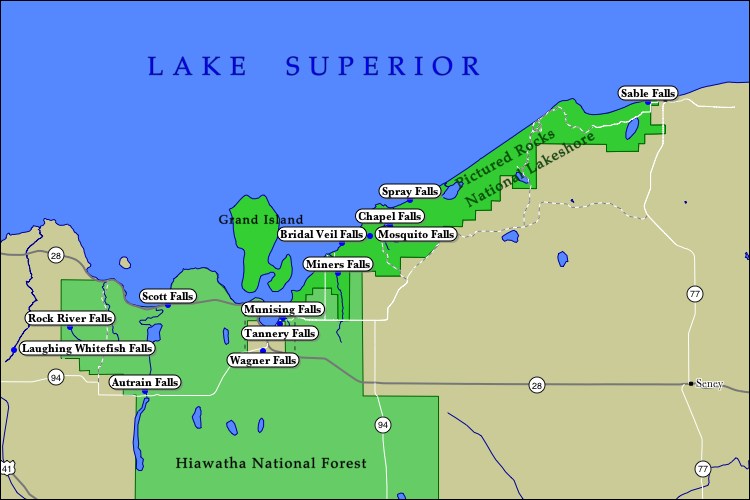 LAKE SUPERIOR
Sable Falls
Pictured Rocks
National Lakeshore
Spray Falls
Chapel Falls
Grand Island
Bridal Veil Falls
Mosquito Falls
28
Miners Falls
Scott Falls
77
Munising Falls
Rock River Falls
Tannery Falls
Laughing Whitefish Falls
Wagner Falls
94
Autrain Falls
28
Seney
94
Hiawatha National Forest
41
77